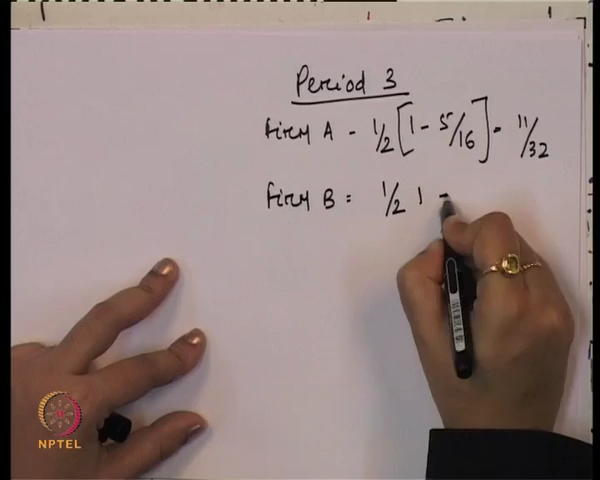 Period 3
Firm A - 1/2 [1 - 5/16] = 11/32
Firm B = 1/2 1 -
NPTEL